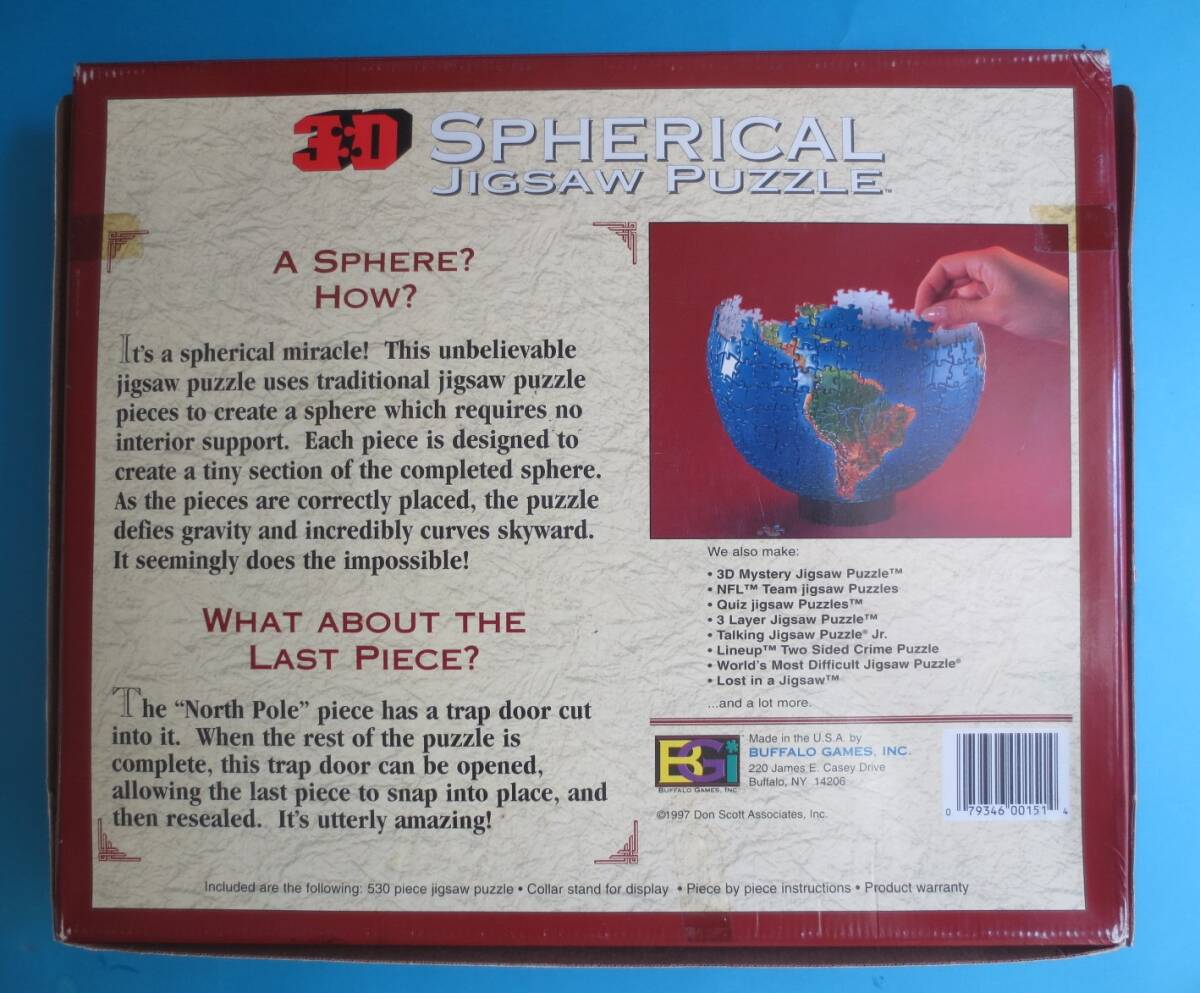 3D SPHERICAL
JIGSAW PUZZLE™
A SPHERE?
HOW?
It's a spherical miracle! This unbelievable
jigsaw puzzle uses traditional jigsaw puzzle
pieces to create a sphere which requires no
interior support. Each piece is designed to
create a tiny section of the completed sphere.
As the pieces are correctly placed, the puzzle
defies gravity and incredibly curves skyward.
It seemingly does the impossible!
WHAT ABOUT THE
LAST PIECE?
The “North Pole” piece has a trap door cut
into it. When the rest of the puzzle is
complete, this trap door can be opened,
allowing the last piece to snap into place, and
then resealed. It's utterly amazing!
We also make:
• 3D Mystery Jigsaw Puzzle™
• NFL™ Team jigsaw Puzzles
• Quiz jigsaw Puzzles™
• 3 Layer Jigsaw Puzzle™
• Talking Jigsaw Puzzle® Jr.
• Lineup™ Two Sided Crime Puzzle
• World's Most Difficult Jigsaw Puzzle®
• Lost in a Jigsaw™
...and a lot more.
BGi
BUFFALO GAMES, INC
Made in the U.S.A. by
BUFFALO GAMES, INC.
220 James E. Casey Drive
Buffalo, NY 14206
©1997 Don Scott Associates, Inc.
0 79346 00151 4
Included are the following: 530 piece jigsaw puzzle • Collar stand for display • Piece by piece instructions • Product warranty